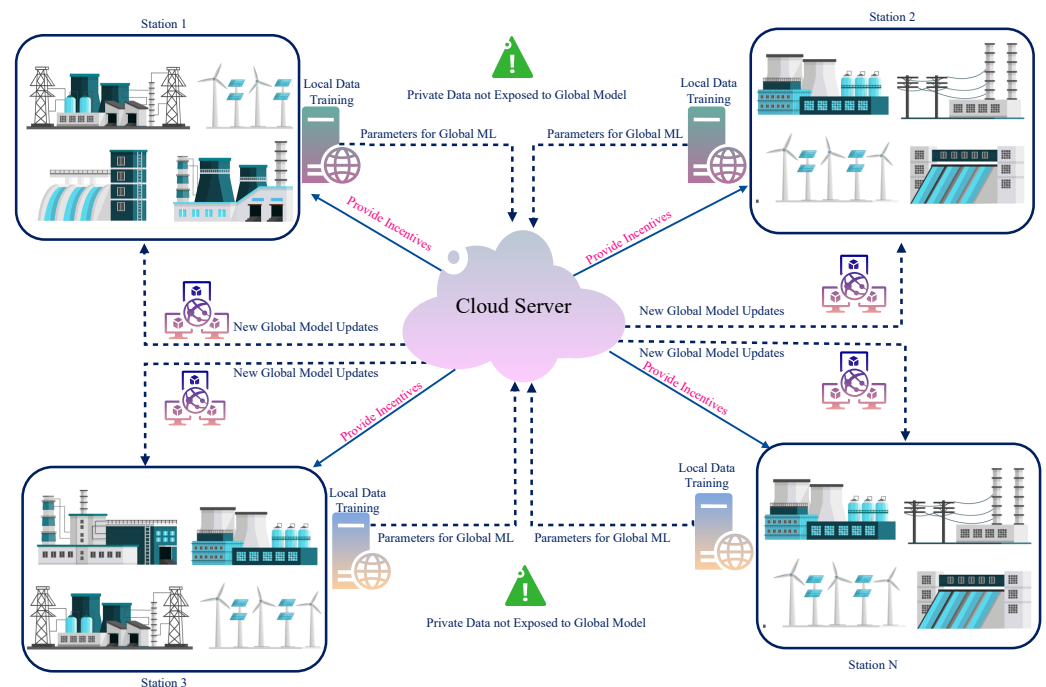 Station 1
Station 2
Local Data
Training
Private Data not Exposed to Global Model
Local Data
Training
Parameters for Global ML
Parameters for Global ML
Provide Incentives
Provide Incentives
Cloud Server
New Global Model Updates
New Global Model Updates
New Global Model Updates
New Global Model Updates
Provide Incentives
Provide Incentives
Local Data
Training
Local Data
Training
Parameters for Global ML
Parameters for Global ML
Private Data not Exposed to Global Model
Station 3
Station N